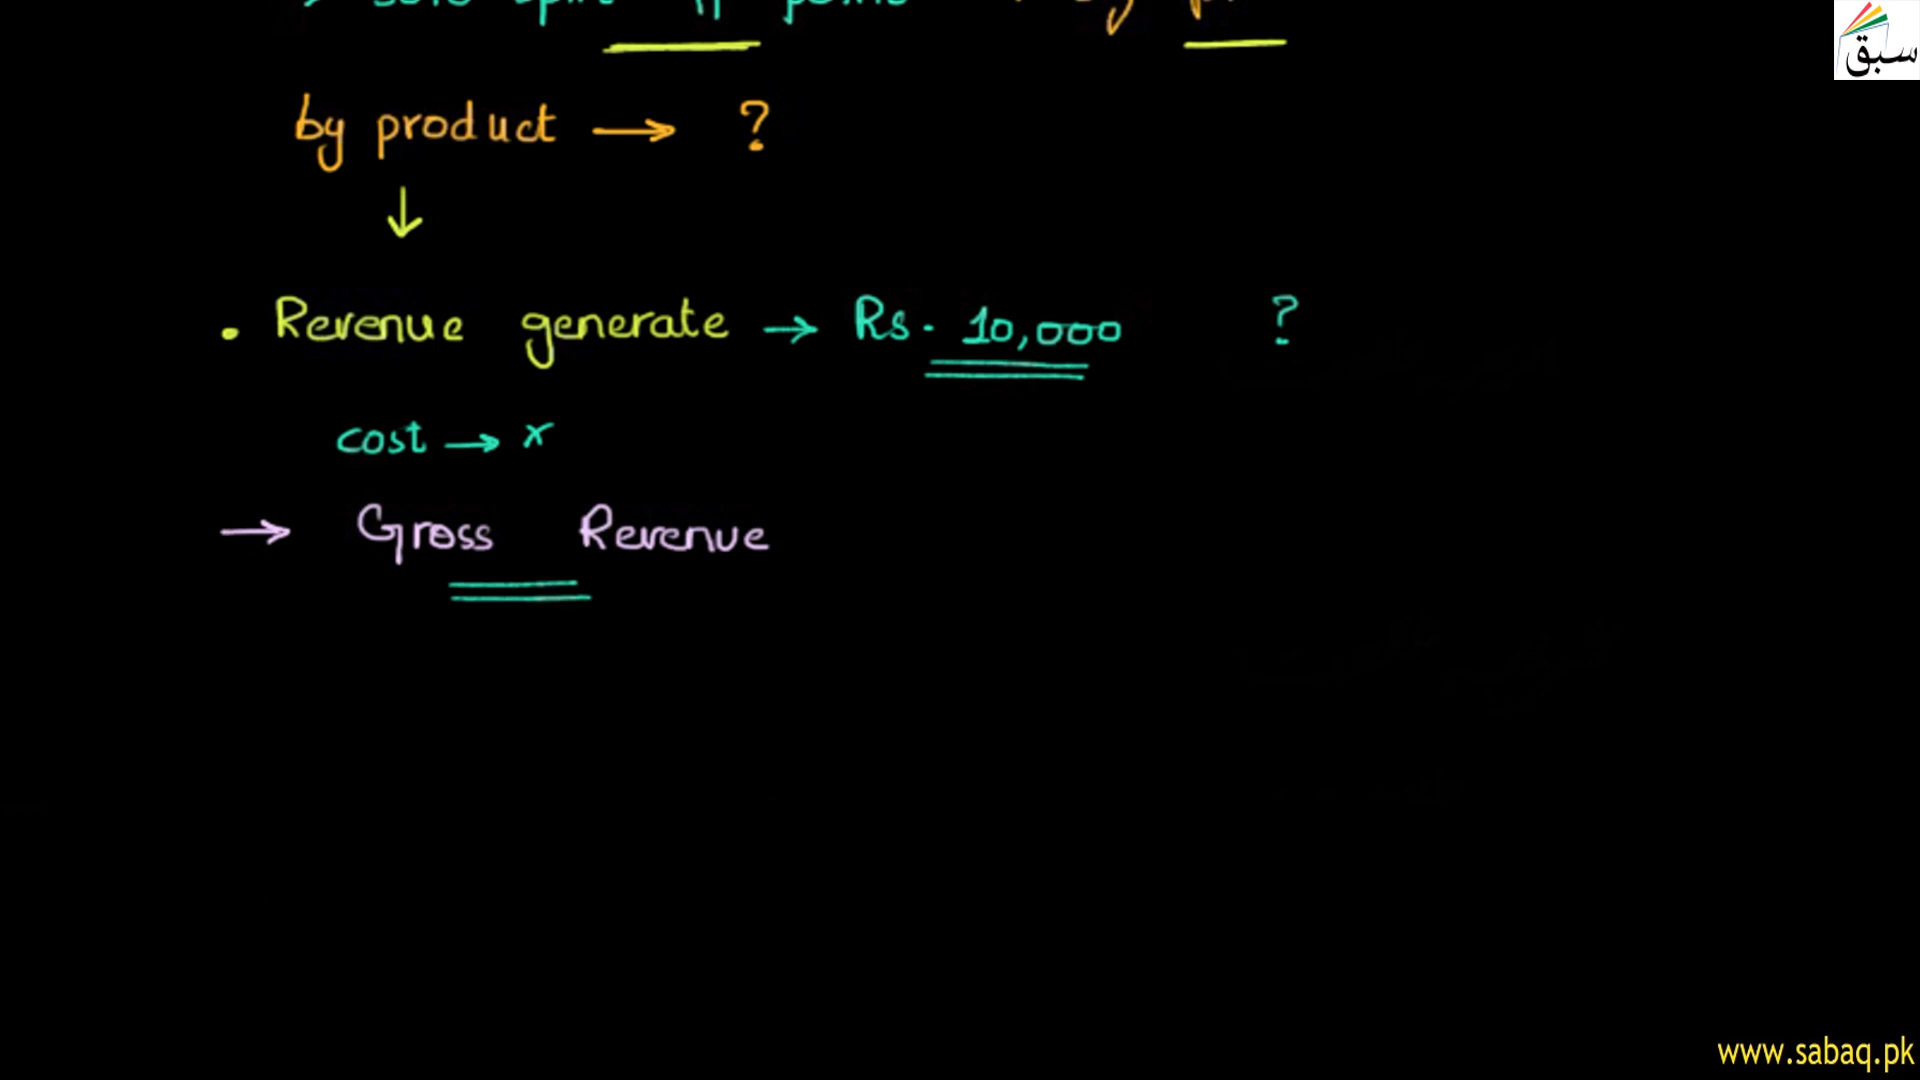 سبق
by product → ?
↓
• Revenue generate → Rs. 10,000 ?
cost → x
→ Gross Revenue
www.sabaq.pk